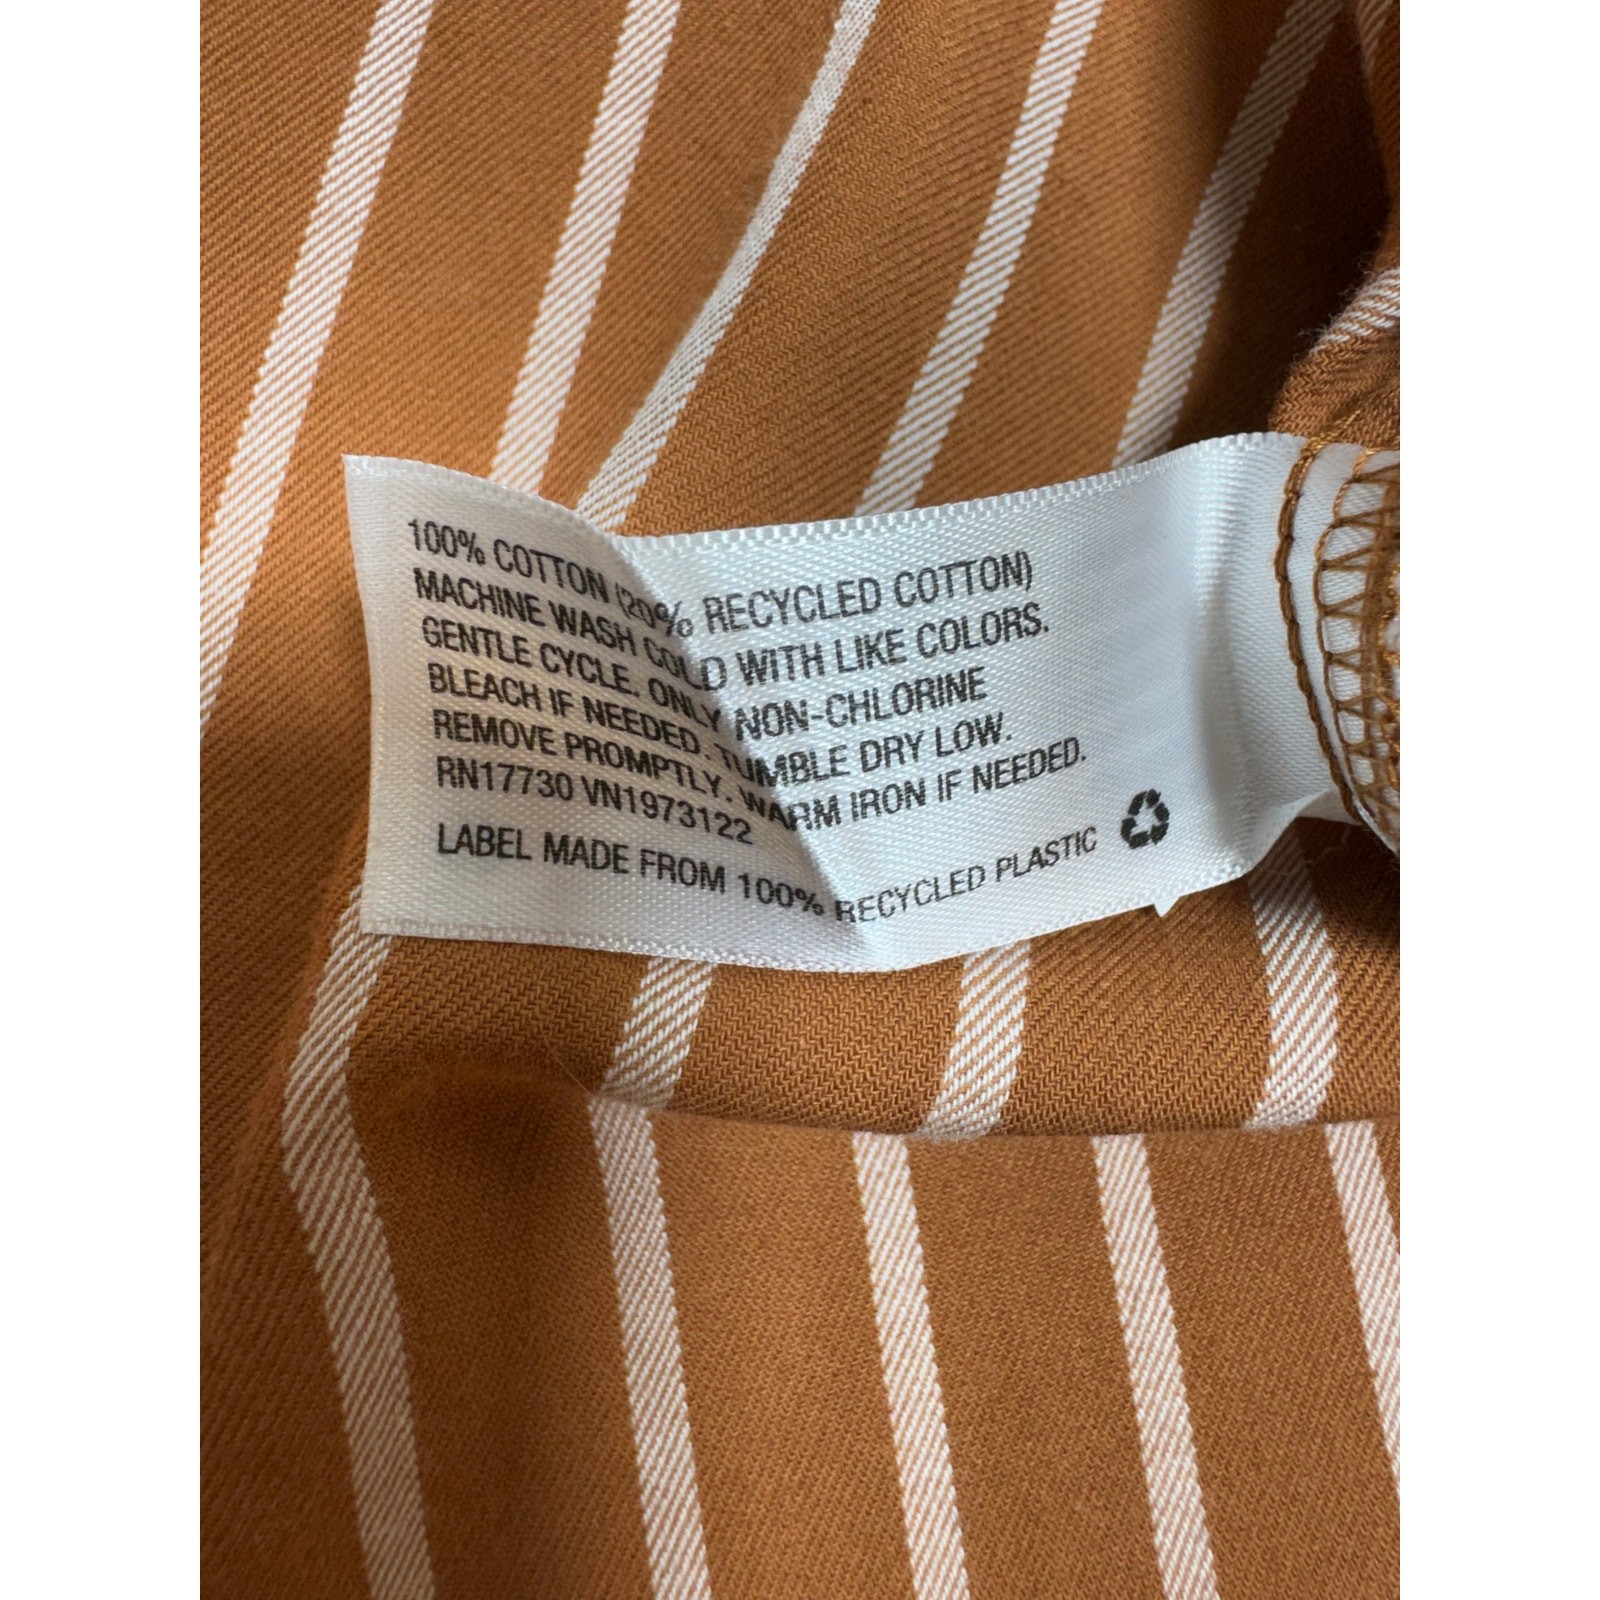 100% COTTON (20% RECYCLED COTTON)
MACHINE WASH COLD WITH LIKE COLORS.
GENTLE CYCLE. ONLY NON-CHLORINE
BLEACH IF NEEDED. TUMBLE DRY LOW.
REMOVE PROMPTLY. WARM IRON IF NEEDED.
RN17730 VN1973122
LABEL MADE FROM 100% RECYCLED PLASTIC